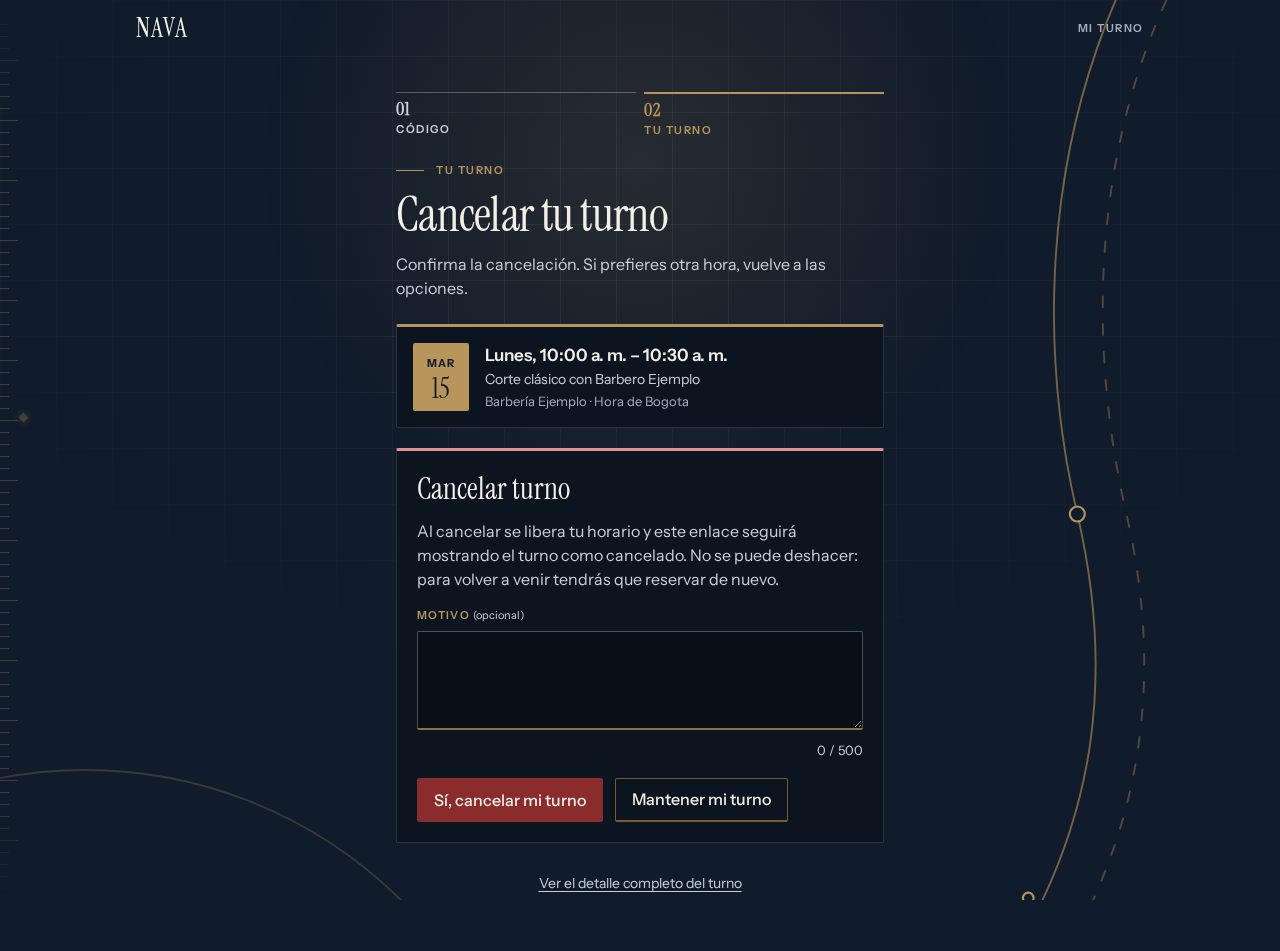 NAVA
MI TURNO
01
CÓDIGO
02
TU TURNO
TU TURNO
Cancelar tu turno
Confirma la cancelación. Si prefieres otra hora, vuelve a las
opciones.
MAR
15
Lunes, 10:00 a. m. – 10:30 a. m.
Corte clásico con Barbero Ejemplo
Barbería Ejemplo · Hora de Bogota
Cancelar turno
Al cancelar se libera tu horario y este enlace seguirá
mostrando el turno como cancelado. No se puede deshacer:
para volver a venir tendrás que reservar de nuevo.
MOTIVO (opcional)
0 / 500
Sí, cancelar mi turno
Mantener mi turno
Ver el detalle completo del turno